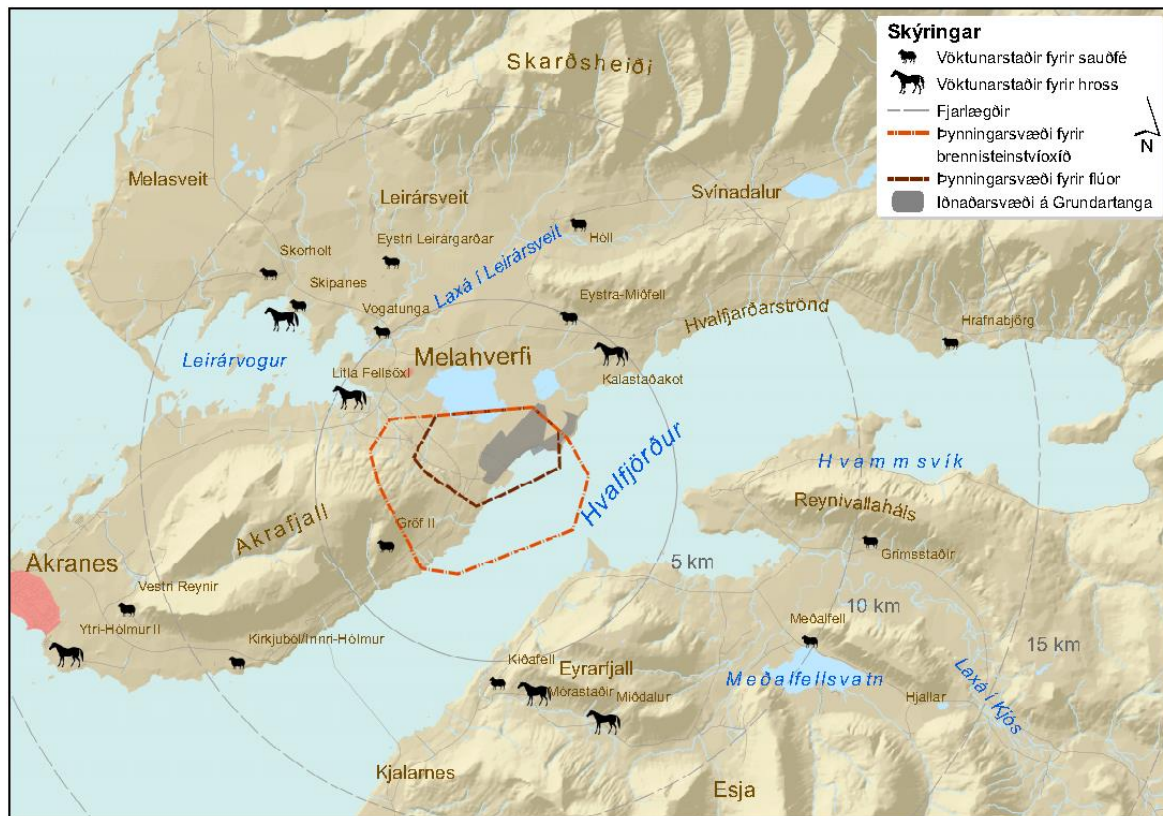 Skýringar
Vöktunarstaðir fyrir sauðfé
Vöktunarstaðir fyrir hross
Fjarlægðir
Þynningarsvæði fyrir
brennisteinstvíoxíð
Þynningarsvæði fyrir flúor
Iðnaðarsvæði á Grundartanga
N
Skarðsheiði
Melasveit
Leirársveit
Svínadalur
Skorholt
Eystri Leirárgarðar
Hóll
Laxá í Leirársveit
Skipanes
Vogatunga
Eystra-Miðfell
Hvalfjarðarströnd
Hrafnabjörg
Leirárvogur
Melahverfi
Litla Fellsöxl
Kalastaðakot
Hvalfjörður
Hvammsvík
Reynivallaháls
Akrafjall
Gröf II
Grímsstaðir
Akranes
5 km
Vestri Reynir
10 km
Ytri-Hólmur II
Meðalfell
15 km
Kirkjuból/Innri-Hólmur
Kiðafell
Eyrarfjall
Meðalfellsvatn
Laxá í Kjós
Mórastaðir
Miðdalur
Hjallar
Kjalarnes
Esja